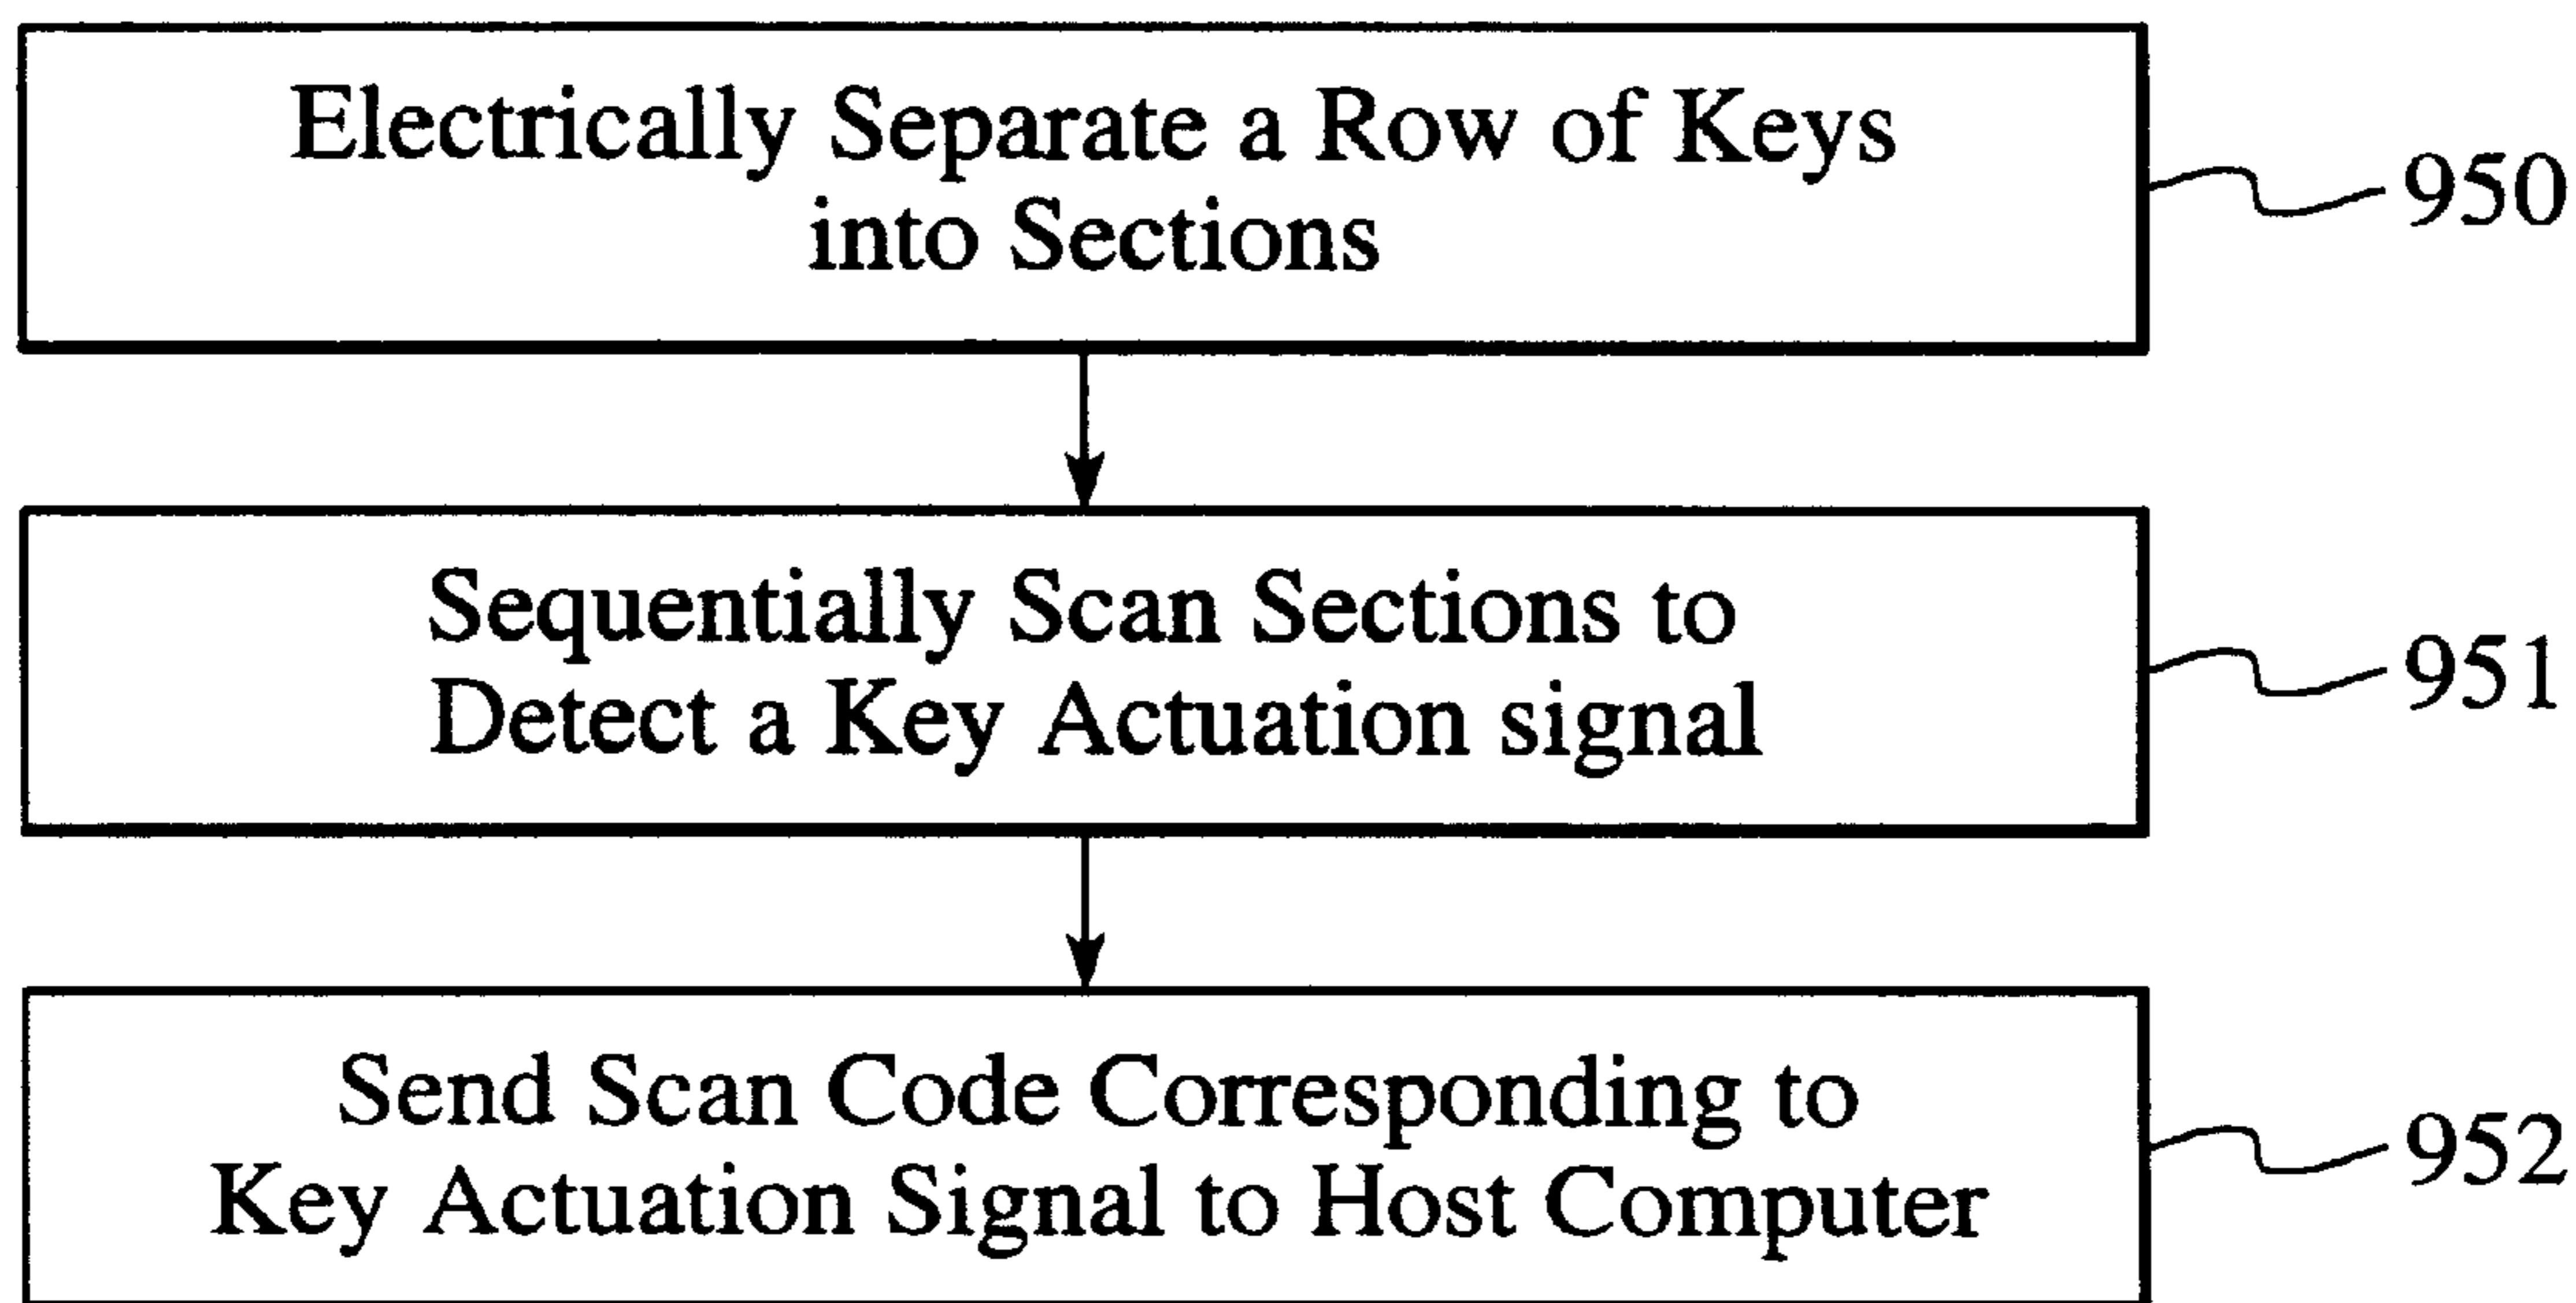 Electrically Separate a Row of Keys
into Sections
950
Sequentially Scan Sections to
Detect a Key Actuation signal
951
Send Scan Code Corresponding to
Key Actuation Signal to Host Computer
952